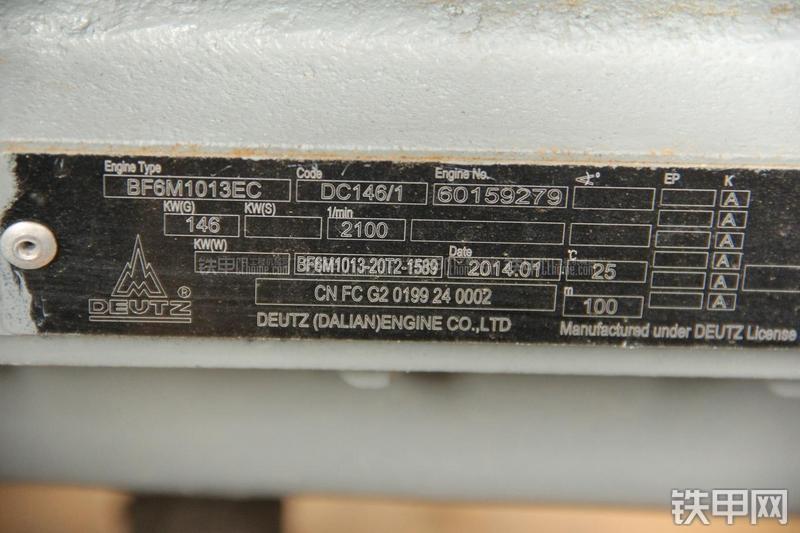 Engine Type Code Engine No. EP K
BF6M1013EC DC146/1 60159279 A
KW(G) KW(S) 1/min A
146 2100 A
KW(W) Date °C A
BF6M1013-20T2-1589 2014.01 25 A
CN FC G2 0199 24 0002 m 100 A
DEUTZ ®
DEUTZ (DALIAN)ENGINE CO.,LTD Manufactured under DEUTZ License
铁甲网